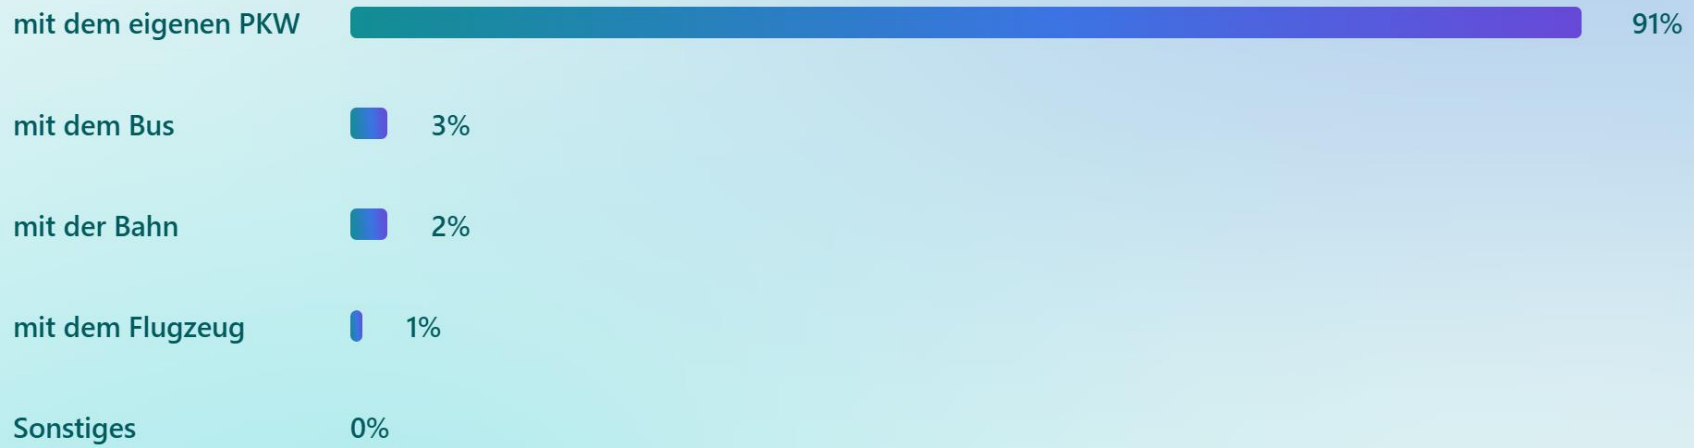 mit dem eigenen PKW 91%
mit dem Bus 3%
mit der Bahn 2%
mit dem Flugzeug 1%
Sonstiges 0%